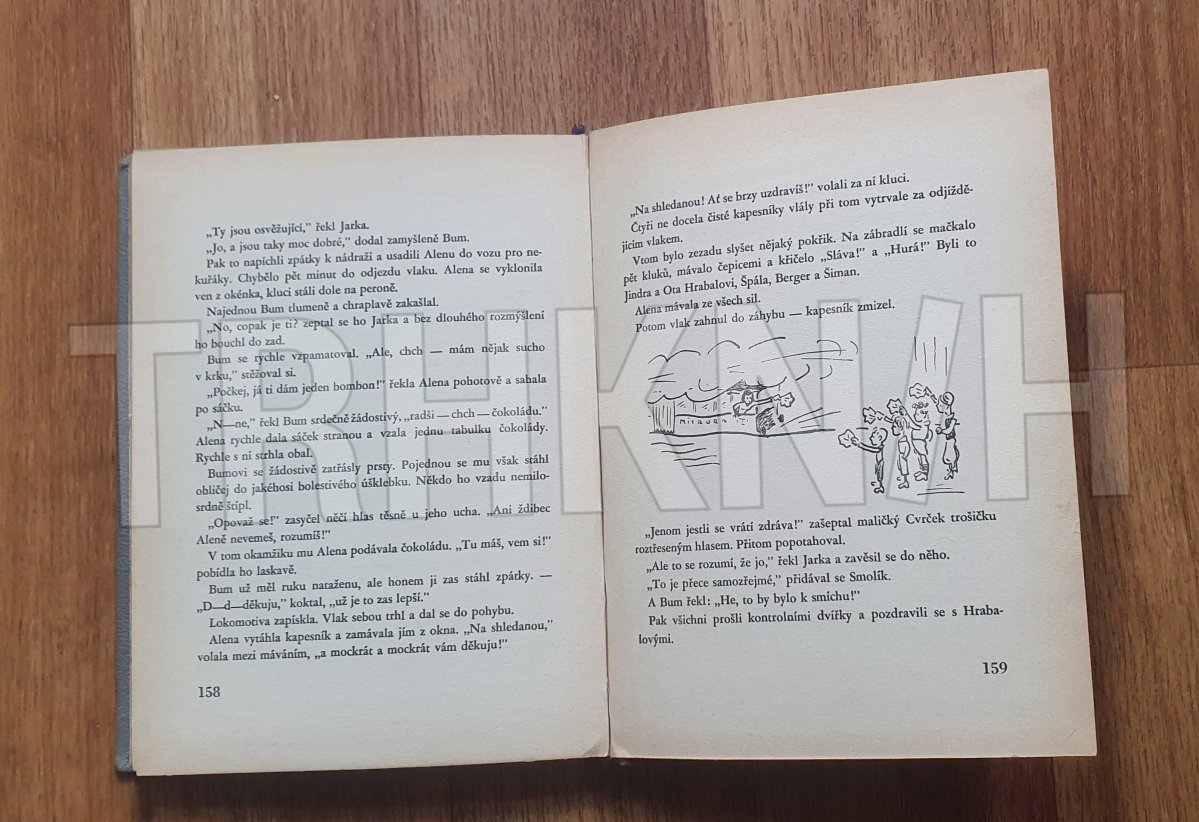 „Ty jsou osvěžující,” řekl Jarka.
„Jo, a jsou taky moc dobré,” dodal zamyšleně Bum.
Pak to napíchli zpátky k nádraží a usadili Alenu do vozu pro ne-
kuřáky. Chybělo pět minut do odjezdu vlaku. Alena se vyklonila
ven z okénka, kluci stáli dole na peroně.
Najednou Bum tlumeně a chraplavě zakašlal.
„No, copak je ti? zeptal se ho Jarka a bez dlouhého rozmýšlení
ho bouchl do zad.
Bum se rychle vzpamatoval. „Ale, chch — mám nějak sucho
v krku,” stěžoval si.
„Počkej, já ti dám jeden bombon!” řekla Alena pohotově a sahala
po sáčku.
„N—ne,” řekl Bum srdečně žádostivý, „radši — chch — čokoládu.”
Alena rychle dala sáček stranou a vzala jednu tabulku čokolády.
Rychle s ní strhla obal.
Bumovi se žádostivě zatřásly prsty. Pojednou se mu však stáhl
obličej do jakéhosi bolestivého úšklebku. Někdo ho vzadu nemilo-
srdně štípl.
„Opovaž se!” zasyčel něčí hlas těsně u jeho ucha. „Ani ždibec
Aleně nevemeš, rozumíš!”
V tom okamžiku mu Alena podávala čokoládu. „Tu máš, vem si!”
pobídla ho laskavě.
Bum už měl ruku nataženu, ale honem ji zas stáhl zpátky. —
„D—d—děkuju,” koktal, „už je to zas lepší.”
Lokomotiva zapískla. Vlak sebou trhl a dal se do pohybu.
Alena vytáhla kapesník a zamávala jím z okna. „Na shledanou,”
volala mezi máváním, „a mockrát a mockrát vám děkuju!”
158
„Na shledanou! Ať se brzy uzdravíš!” volali za ní kluci.
Čtyři ne docela čisté kapesníky vlály při tom vytrvale za odjíždě-
jícím vlakem.
Vtom bylo zezadu slyšet nějaký pokřik. Na zábradlí se mačkalo
pět kluků, mávalo čepicemi a křičelo „Sláva!” a „Hurá!” Byli to
Jindra a Ota Hrabalovi, Špála, Berger a Šiman.
Alena mávala ze všech sil.
Potom vlak zahnul do záhybu — kapesník zmizel.
„Jenom jestli se vrátí zdráva!” zašeptal maličký Cvrček trošičku
roztřeseným hlasem. Přitom popotahoval.
„Ale to se rozumí, že jo,” řekl Jarka a zavěsil se do něho.
„To je přece samozřejmé,” přidával se Smolík.
A Bum řekl: „He, to by bylo k smíchu!”
Pak všichni prošli kontrolními dvířky a pozdravili se s Hraba-
lovými.
159
TRHKNIH